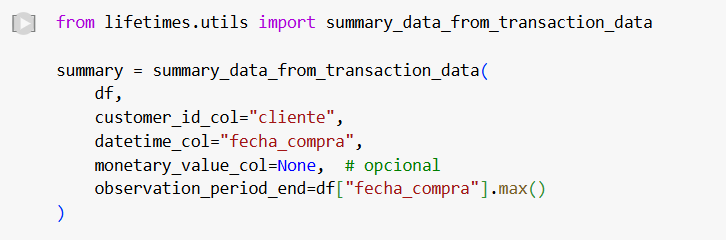 from lifetimes.utils import summary_data_from_transaction_data
summary = summary_data_from_transaction_data(
    df,
    customer_id_col="cliente",
    datetime_col="fecha_compra",
    monetary_value_col=None,  # opcional
    observation_period_end=df["fecha_compra"].max()
)